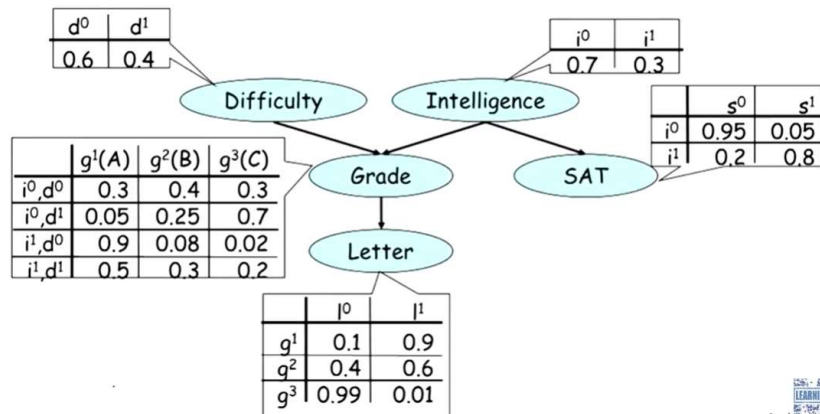 d⁰ d¹
0.6 0.4
i⁰ i¹
0.7 0.3
Difficulty
Intelligence
s⁰ s¹
i⁰ 0.95 0.05
i¹ 0.2 0.8
g¹(A) g²(B) g³(C)
i⁰,d⁰ 0.3 0.4 0.3
i⁰,d¹ 0.05 0.25 0.7
i¹,d⁰ 0.9 0.08 0.02
i¹,d¹ 0.5 0.3 0.2
Grade
SAT
Letter
l⁰ l¹
g¹ 0.1 0.9
g² 0.4 0.6
g³ 0.99 0.01